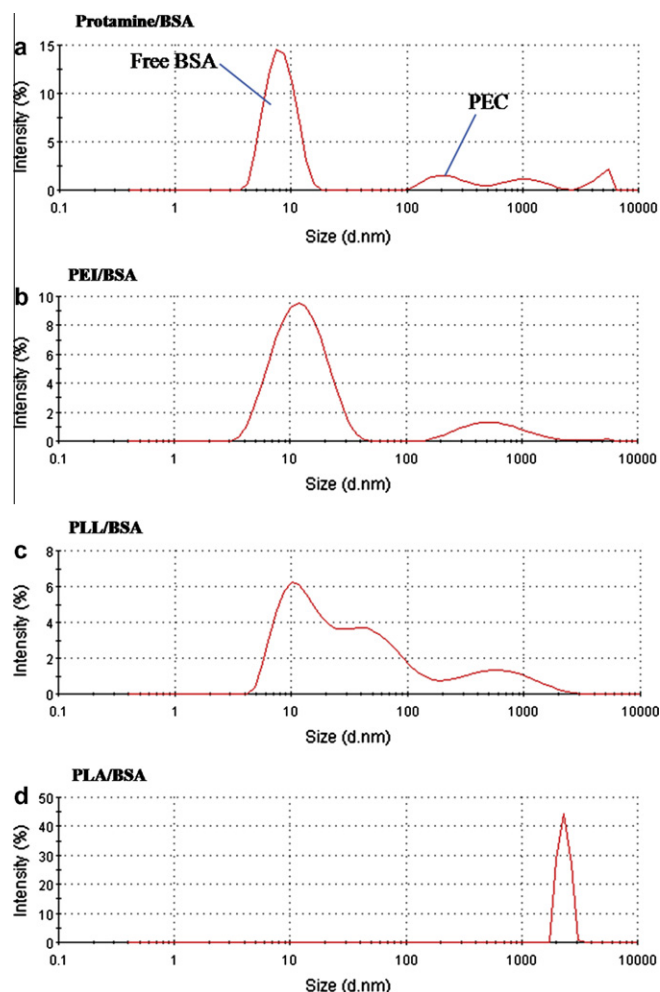 Protamine/BSA
a
15
10
5
0
Intensity (%)
Free BSA
PEC
0.1 1 10 100 1000 10000
Size (d.nm)
PEI/BSA
b
10
8
6
4
2
0
Intensity (%)
0.1 1 10 100 1000 10000
Size (d.nm)
PLL/BSA
c
8
6
4
2
0
Intensity (%)
0.1 1 10 100 1000 10000
Size (d.nm)
PLA/BSA
d
50
40
30
20
10
0
Intensity (%)
0.1 1 10 100 1000 10000
Size (d.nm)